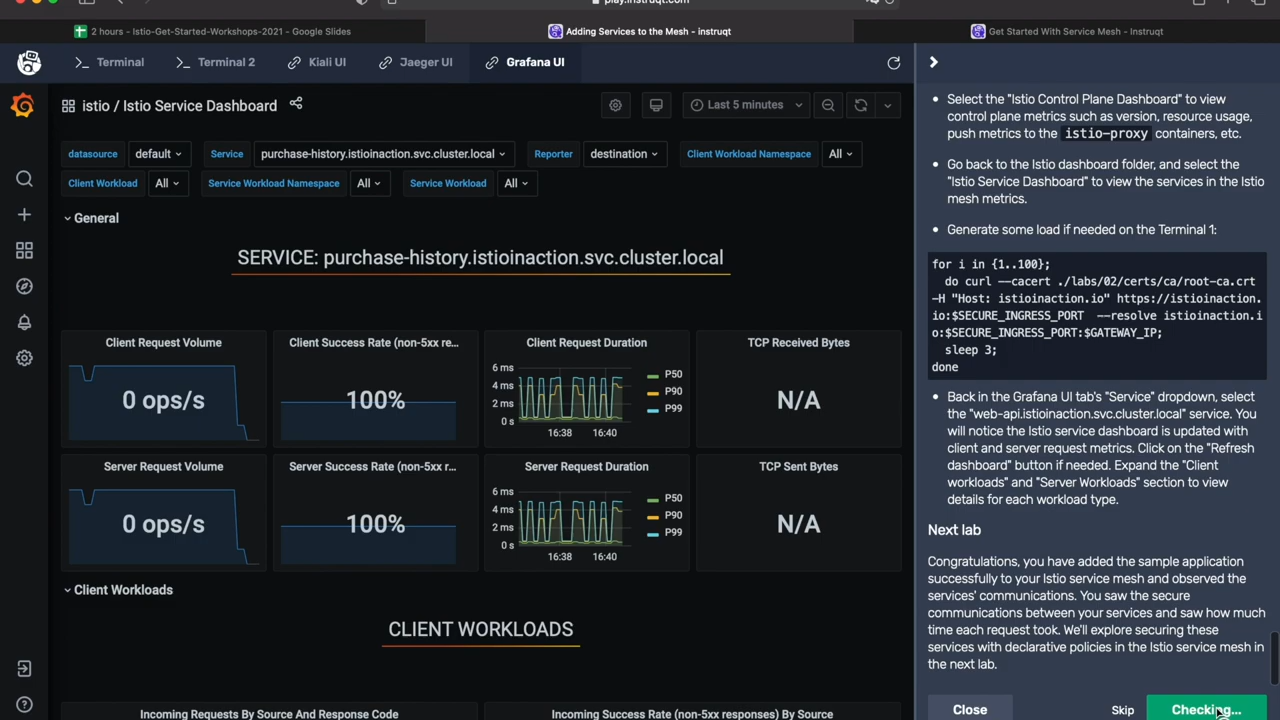 play.instruqt.com
2 hours - Istio-Get-Started-Workshops-2021 - Google Slides
Adding Services to the Mesh - instruqt
Get Started With Service Mesh - Instruqt
Terminal
Terminal 2
Kiali UI
Jaeger UI
Grafana UI
istio / Istio Service Dashboard
Last 5 minutes
datasource
default
Service
purchase-history.istioinaction.svc.cluster.local
Reporter
destination
Client Workload Namespace
All
Client Workload
All
Service Workload Namespace
All
Service Workload
All
General
SERVICE: purchase-history.istioinaction.svc.cluster.local
Client Request Volume
0 ops/s
Client Success Rate (non-5xx re...
100%
Client Request Duration
6 ms
4 ms
2 ms
0 s
16:38
16:40
P50
P90
P99
TCP Received Bytes
N/A
Server Request Volume
0 ops/s
Server Success Rate (non-5xx r...
100%
Server Request Duration
6 ms
4 ms
2 ms
0 s
16:38
16:40
P50
P90
P99
TCP Sent Bytes
N/A
Client Workloads
CLIENT WORKLOADS
Incoming Requests By Source And Response Code
Incoming Success Rate (non-5xx responses) By Source
• Select the "Istio Control Plane Dashboard" to view
control plane metrics such as version, resource usage,
push metrics to the istio-proxy containers, etc.
• Go back to the Istio dashboard folder, and select the
"Istio Service Dashboard" to view the services in the Istio
mesh metrics.
• Generate some load if needed on the Terminal 1:
for i in {1..100};
do curl --cacert ./labs/02/certs/ca/root-ca.crt
-H "Host: istioinaction.io" https://istioinaction.
io:$SECURE_INGRESS_PORT --resolve istioinaction.i
o:$SECURE_INGRESS_PORT:$GATEWAY_IP;
sleep 3;
done
• Back in the Grafana UI tab's "Service" dropdown, select
the "web-api.istioinaction.svc.cluster.local" service. You
will notice the Istio service dashboard is updated with
client and server request metrics. Click on the "Refresh
dashboard" button if needed. Expand the "Client
workloads" and "Server Workloads" section to view
details for each workload type.
Next lab
Congratulations, you have added the sample application
successfully to your Istio service mesh and observed the
services' communications. You saw the secure
communications between your services and saw how much
time each request took. We'll explore securing these
services with declarative policies in the Istio service mesh in
the next lab.
Close
Skip
Checking...